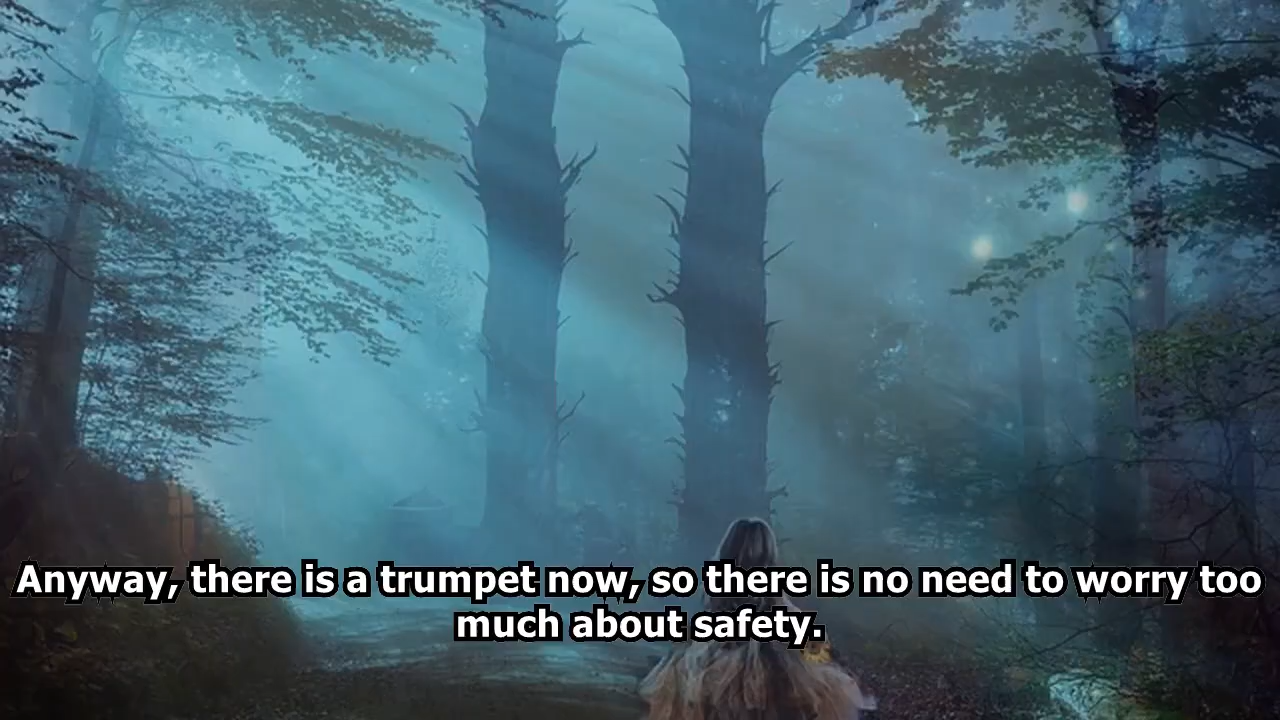 Anyway, there is a trumpet now, so there is no need to worry too
much about safety.